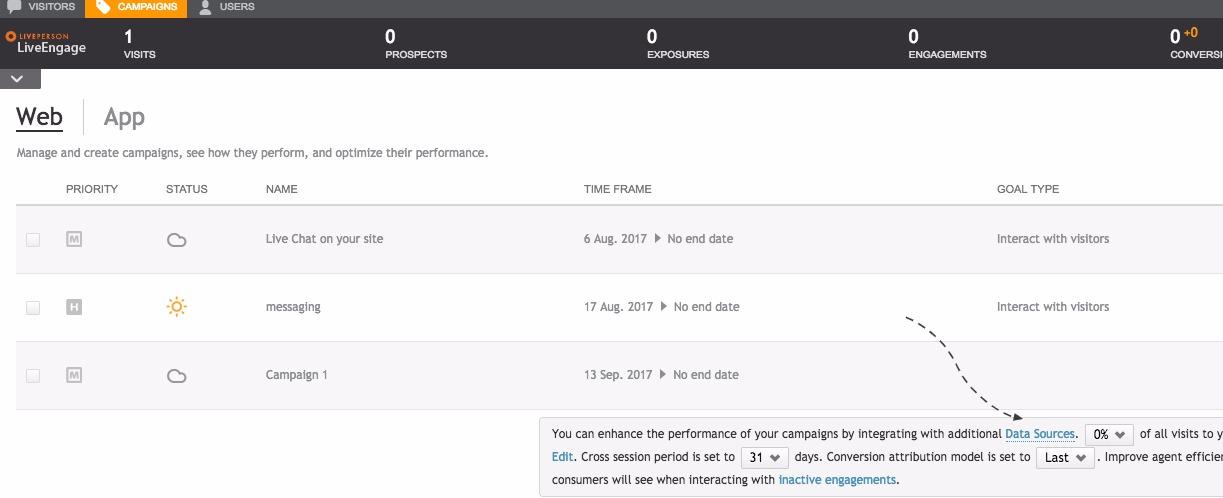 VISITORS CAMPAIGNS USERS
LIVEPERSON
LiveEngage
1 0 0 0 0 +0
VISITS PROSPECTS EXPOSURES ENGAGEMENTS CONVERSI
Web App
Manage and create campaigns, see how they perform, and optimize their performance.
PRIORITY STATUS NAME TIME FRAME GOAL TYPE
M Live Chat on your site 6 Aug. 2017 No end date Interact with visitors
H messaging 17 Aug. 2017 No end date Interact with visitors
M Campaign 1 13 Sep. 2017 No end date
You can enhance the performance of your campaigns by integrating with additional Data Sources. 0% of all visits to y
Edit. Cross session period is set to 31 days. Conversion attribution model is set to Last . Improve agent efficie
consumers will see when interacting with inactive engagements.